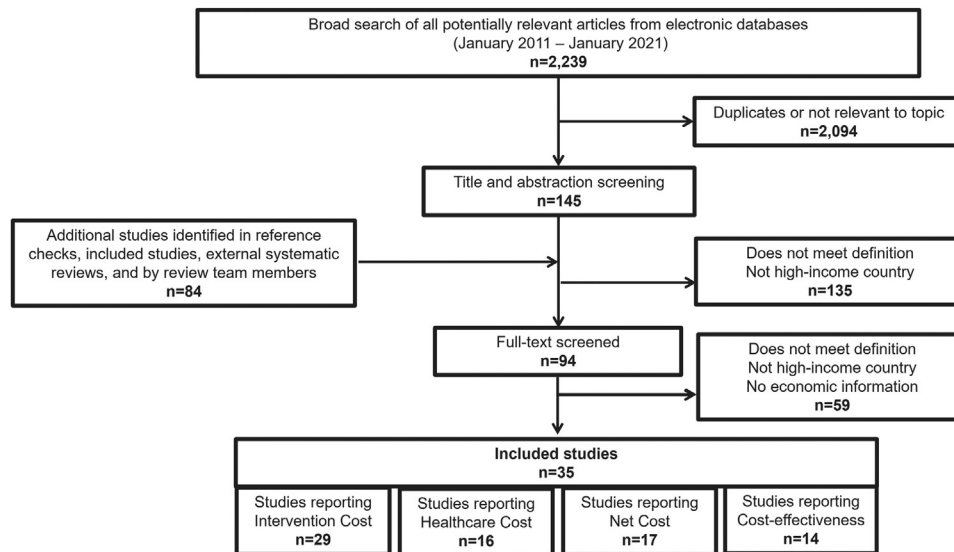 Broad search of all potentially relevant articles from electronic databases
(January 2011 – January 2021)
n=2,239
Duplicates or not relevant to topic
n=2,094
Title and abstraction screening
n=145
Additional studies identified in reference
checks, included studies, external systematic
reviews, and by review team members
n=84
Does not meet definition
Not high-income country
n=135
Full-text screened
n=94
Does not meet definition
Not high-income country
No economic information
n=59
Included studies
n=35
Studies reporting
Intervention Cost
n=29
Studies reporting
Healthcare Cost
n=16
Studies reporting
Net Cost
n=17
Studies reporting
Cost-effectiveness
n=14